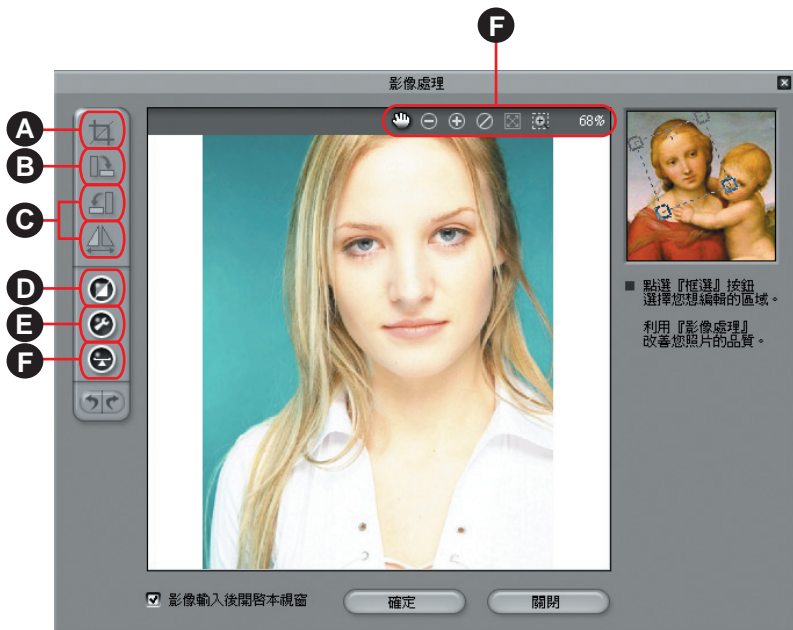 F
影像處理
68%
A
B
C
D
E
F
■ 點選『框選』按鈕
選擇您想編輯的區域。
利用『影像處理』
改善您照片的品質。
影像輸入後開啓本視窗
確定
關閉